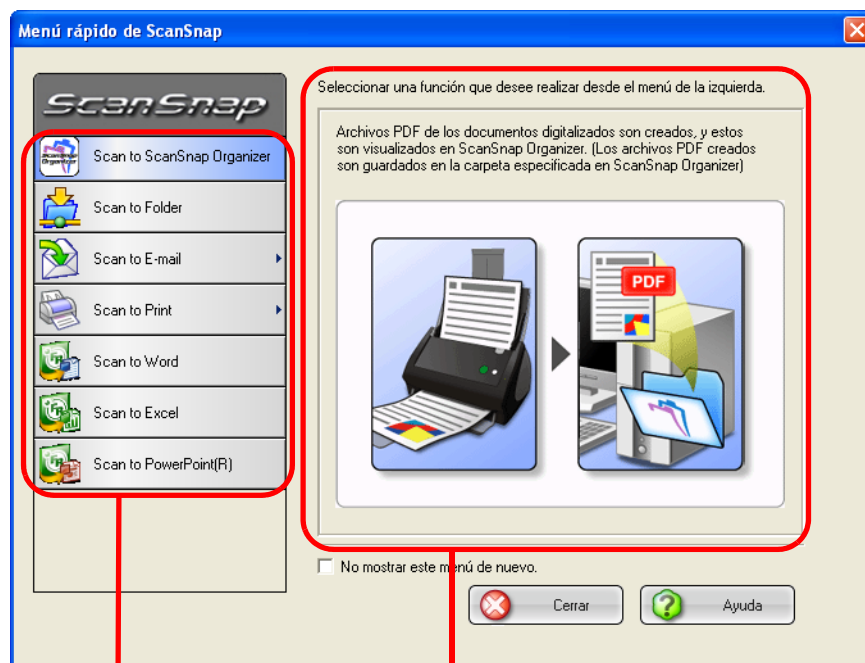 Menú rápido de ScanSnap
ScanSnap
Scan to ScanSnap Organizer
Scan to Folder
Scan to E-mail
Scan to Print
Scan to Word
Scan to Excel
Scan to PowerPoint(R)
Seleccionar una función que desee realizar desde el menú de la izquierda.
Archivos PDF de los documentos digitalizados son creados, y estos
son visualizados en ScanSnap Organizer. (Los archivos PDF creados
son guardados en la carpeta especificada en ScanSnap Organizer)
PDF
No mostrar este menú de nuevo.
Cerrar
Ayuda